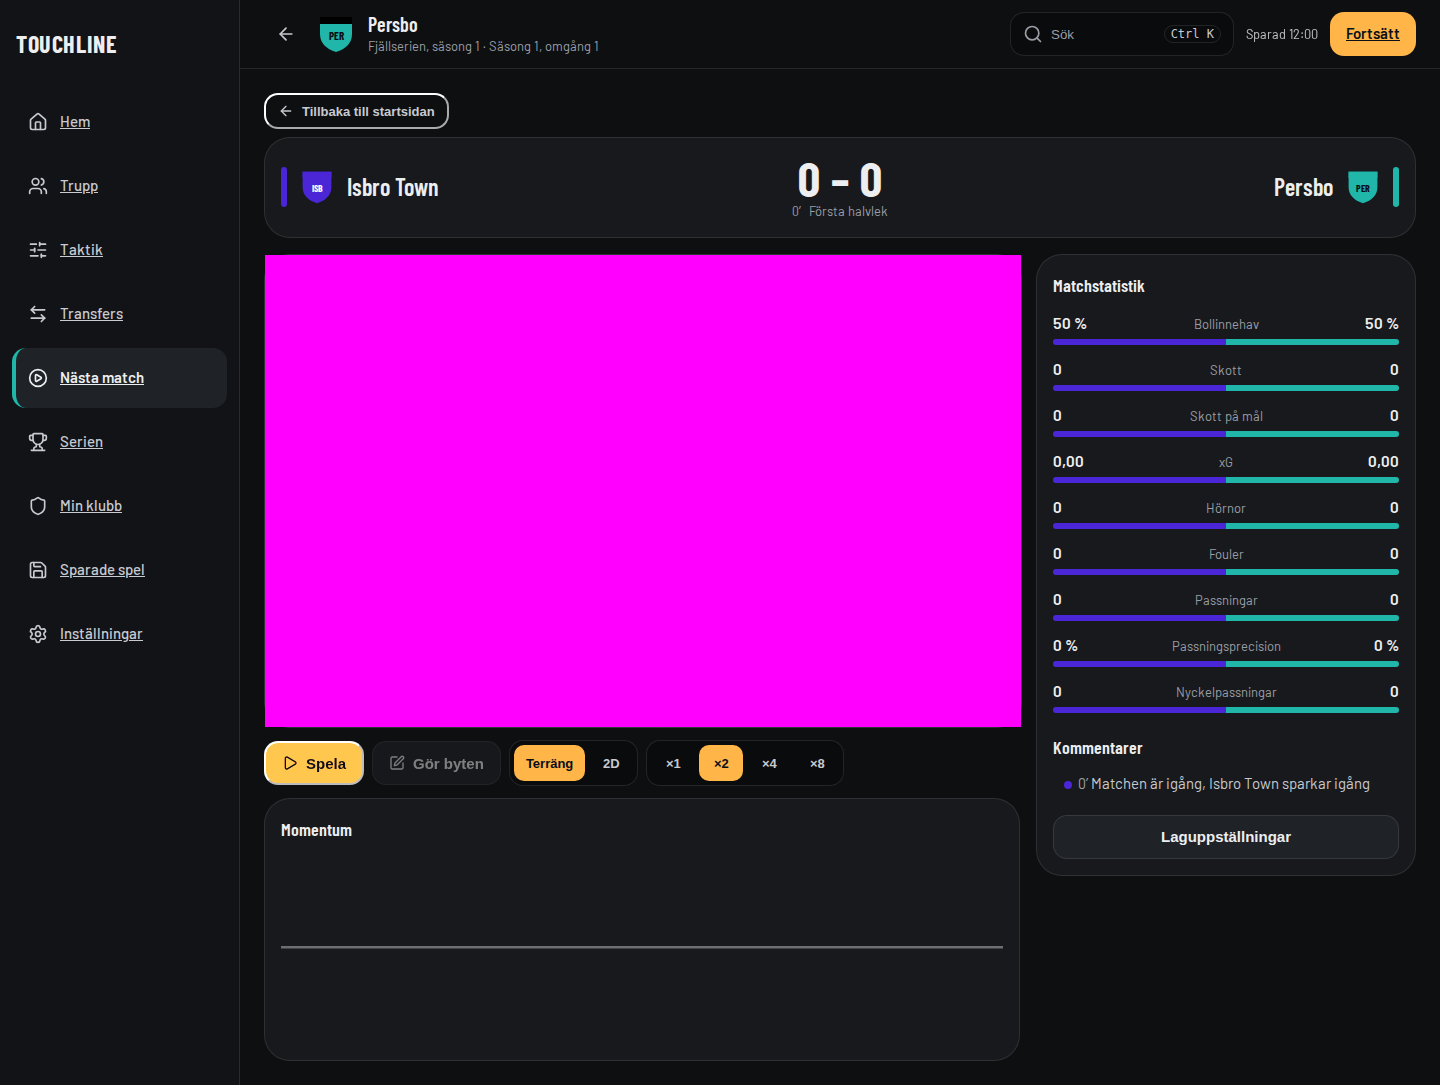 TOUCHLINE
Hem
Trupp
Taktik
Transfers
Nästa match
Serien
Min klubb
Sparade spel
Inställningar
PER
Persbo
Fjällserien, säsong 1 · Säsong 1, omgång 1
Sök
Ctrl K
Sparad 12:00
Fortsätt
Tillbaka till startsidan
ISB
Isbro Town
0 – 0
0′ Första halvlek
Persbo
PER
Matchstatistik
50 % Bollinnehav 50 %
0 Skott 0
0 Skott på mål 0
0,00 xG 0,00
0 Hörnor 0
0 Fouler 0
0 Passningar 0
0 % Passningsprecision 0 %
0 Nyckelpassningar 0
Kommentarer
0′ Matchen är igång, Isbro Town sparkar igång
Laguppställningar
Spela
Gör byten
Terräng
2D
×1
×2
×4
×8
Momentum